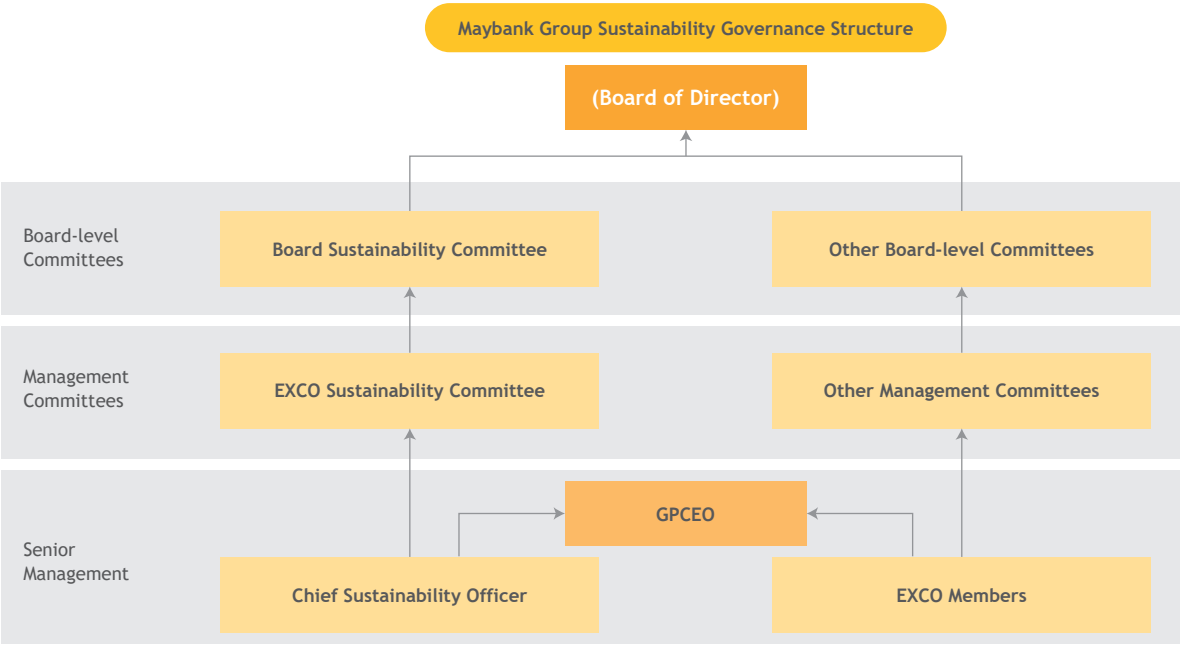 Maybank Group Sustainability Governance Structure
(Board of Director)
Board-level
Committees
Board Sustainability Committee
Other Board-level Committees
Management
Committees
EXCO Sustainability Committee
Other Management Committees
Senior
Management
GPCEO
Chief Sustainability Officer
EXCO Members